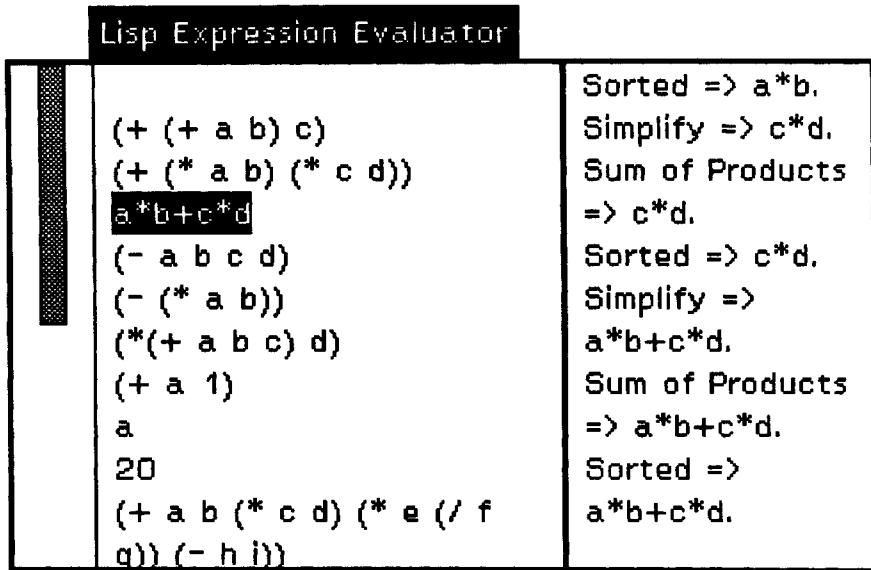 Lisp Expression Evaluator
(+ (+ a b) c)
(+ (* a b) (* c d))
a*b+c*d
(- a b c d)
(- (* a b))
(*(+ a b c) d)
(+ a 1)
a
20
(+ a b (* c d) (* e (/ f
g)) (- h i))
Sorted => a*b.
Simplify => c*d.
Sum of Products
=> c*d.
Sorted => c*d.
Simplify =>
a*b+c*d.
Sum of Products
=> a*b+c*d.
Sorted =>
a*b+c*d.